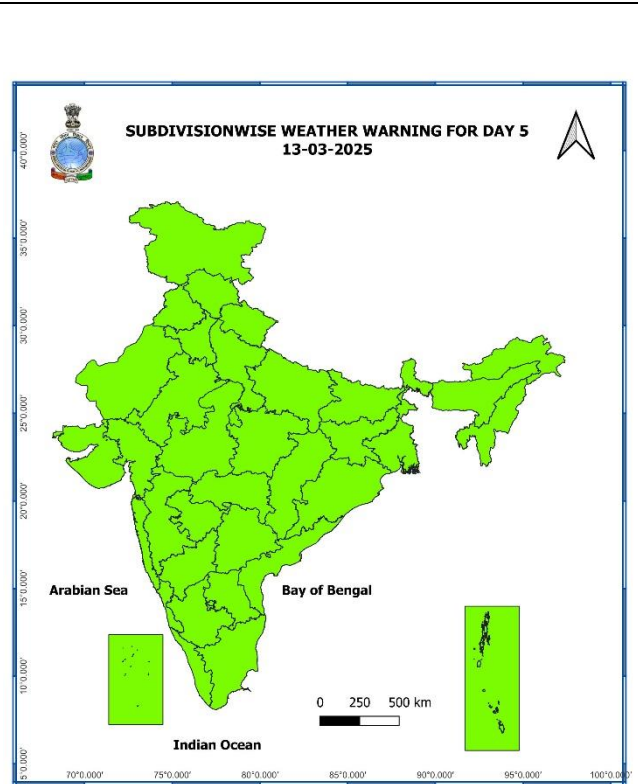 SUBDIVISIONWISE WEATHER WARNING FOR DAY 5
13-03-2025
40°0.000'
35°0.000'
30°0.000'
25°0.000'
20°0.000'
15°0.000'
10°0.000'
5°0.000'
Arabian Sea
Bay of Bengal
0 250 500 km
Indian Ocean
70°0.000' 75°0.000' 80°0.000' 85°0.000' 90°0.000' 95°0.000' 100°0.000'